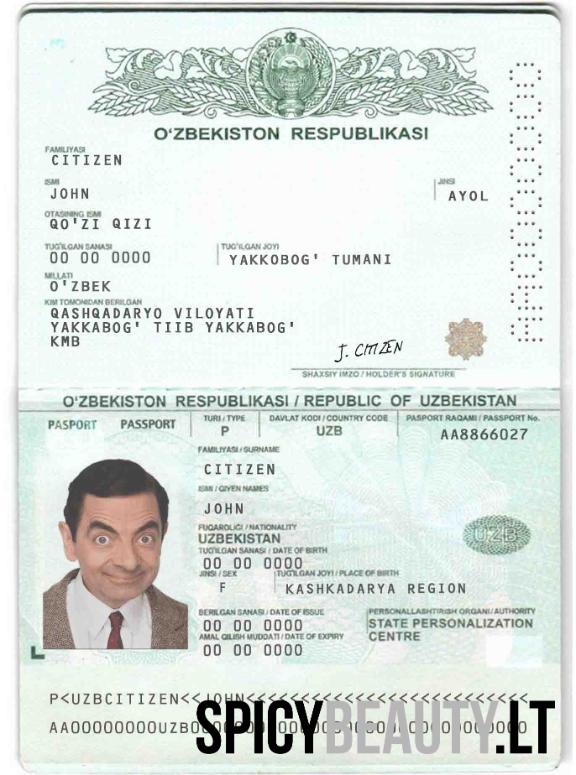 O'ZBEKISTON RESPUBLIKASI
FAMILIYASI
CITIZEN
ISMI
JOHN
JINSI
AYOL
OTASINING ISMI
QO'ZI QIZI
TUG'ILGAN SANASI
00 00 0000
TUG'ILGAN JOYI
YAKKOBOG' TUMANI
MILLATI
O'ZBEK
KIM TOMONIDAN BERILGAN
QASHQADARYO VILOYATI
YAKKABOG' TIIB YAKKABOG'
KMB
J. CITIZEN
SHAXSIY IMZO / HOLDER'S SIGNATURE
O'ZBEKISTON RESPUBLIKASI / REPUBLIC OF UZBEKISTAN
PASPORT PASSPORT
TURI / TYPE
P
DAVLAT KODI / COUNTRY CODE
UZB
PASPORT RAQAMI / PASSPORT No.
AA8866027
FAMILIYASI / SURNAME
CITIZEN
ISMI / GIVEN NAMES
JOHN
FUQAROLIGI / NATIONALITY
UZBEKISTAN
UZB
TUG'ILGAN SANASI / DATE OF BIRTH
00 00 0000
JINSI / SEX
F
TUG'ILGAN JOYI / PLACE OF BIRTH
KASHKADARYA REGION
BERILGAN SANASI / DATE OF ISSUE
00 00 0000
PERSONALLASHTIRISH ORGANI / AUTHORITY
STATE PERSONALIZATION
CENTRE
AMAL QILISH MUDDATI / DATE OF EXPIRY
00 00 0000
P<UZBCITIZEN<<JOHN<<<<<<<<<<<<<<<<<<<<<<<<<<
SPICYBEAUTY.LT